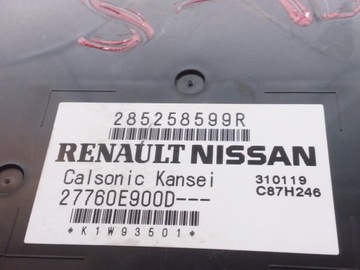 285258599R
RENAULT NISSAN
Calsonic Kansei 310119
27760E900D--- C87H246
*K1W93501*